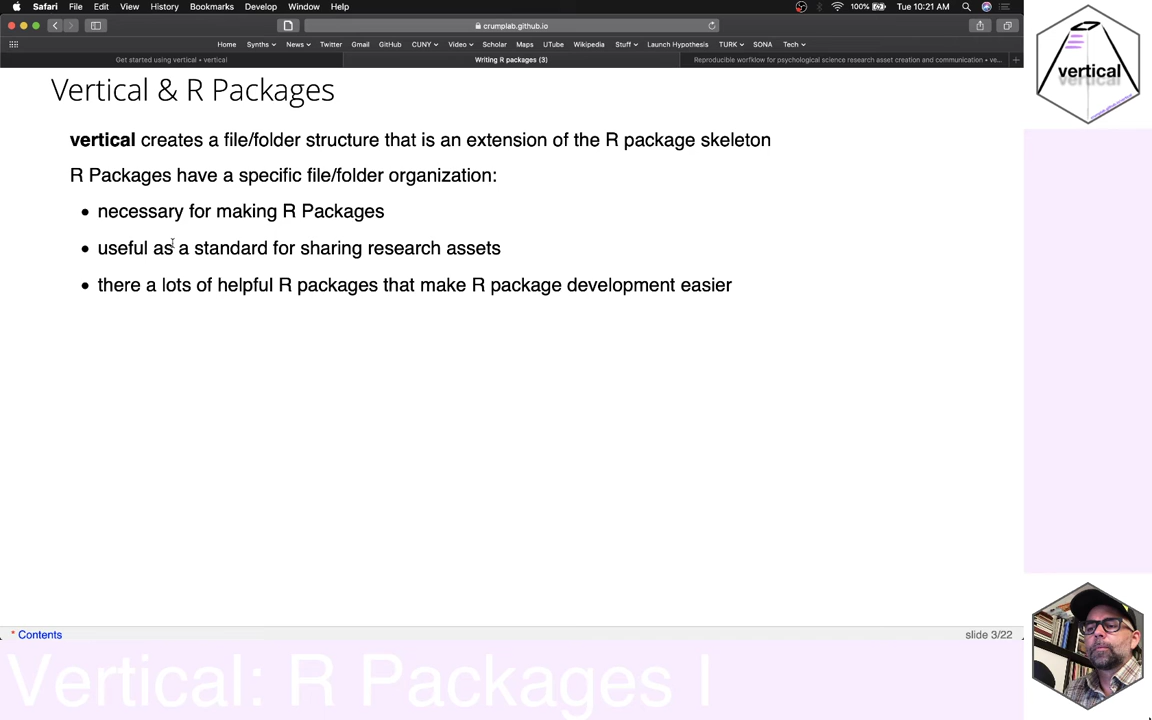 Safari File Edit View History Bookmarks Develop Window Help 100% Tue 10:21 AM
crumplab.github.io
Home Synths News Twitter Gmail GitHub CUNY Video Scholar Maps UTube Wikipedia Stuff Launch Hypothesis TURK SONA Tech
Get started using vertical • vertical Writing R packages (3) Reproducible worfklow for psychological science research asset creation and communication • ve...
Vertical & R Packages
vertical creates a file/folder structure that is an extension of the R package skeleton
R Packages have a specific file/folder organization:
• necessary for making R Packages
• useful as a standard for sharing research assets
• there a lots of helpful R packages that make R package development easier
* Contents slide 3/22
Vertical: R Packages I
vertical